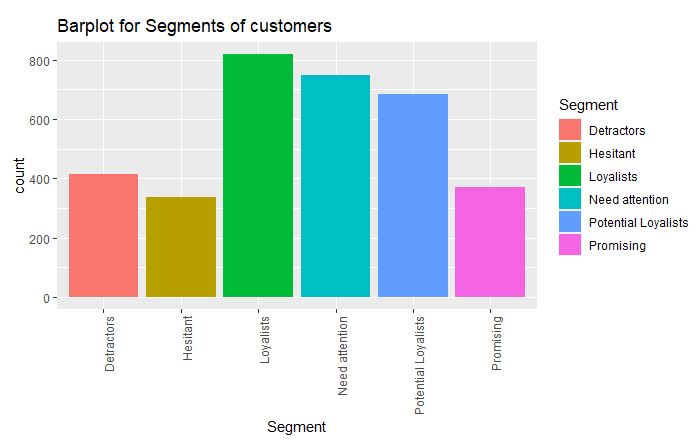 Barplot for Segments of customers
count
800
600
400
200
0
Detractors
Hesitant
Loyalists
Need attention
Potential Loyalists
Promising
Segment
Segment
Detractors
Hesitant
Loyalists
Need attention
Potential Loyalists
Promising